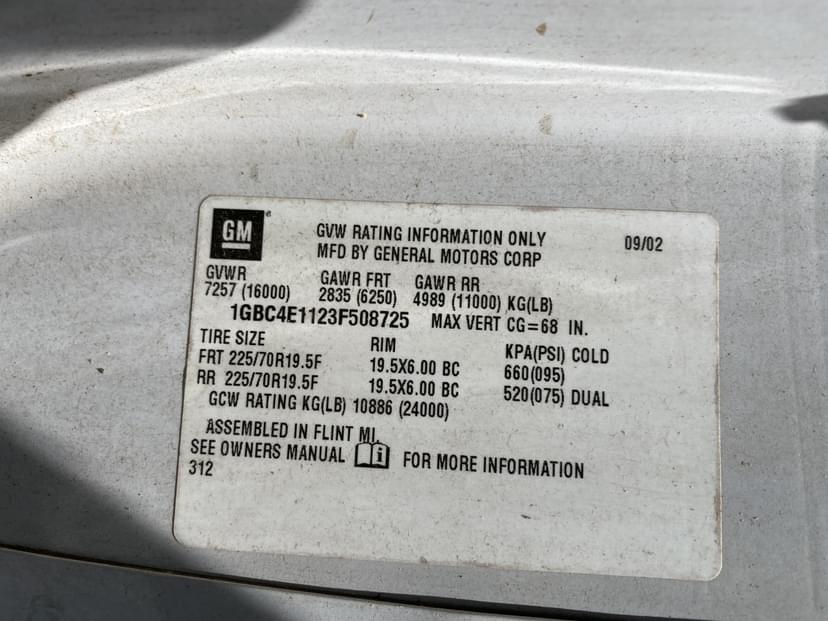 GM ® GVW RATING INFORMATION ONLY 09/02
MFD BY GENERAL MOTORS CORP
GVWR GAWR FRT GAWR RR
7257 (16000) 2835 (6250) 4989 (11000) KG(LB)
1GBC4E1123F508725 MAX VERT CG=68 IN.
TIRE SIZE RIM KPA(PSI) COLD
FRT 225/70R19.5F 19.5X6.00 BC 660(095)
RR 225/70R19.5F 19.5X6.00 BC 520(075) DUAL
GCW RATING KG(LB) 10886 (24000)
ASSEMBLED IN FLINT MI.
SEE OWNERS MANUAL i FOR MORE INFORMATION
312